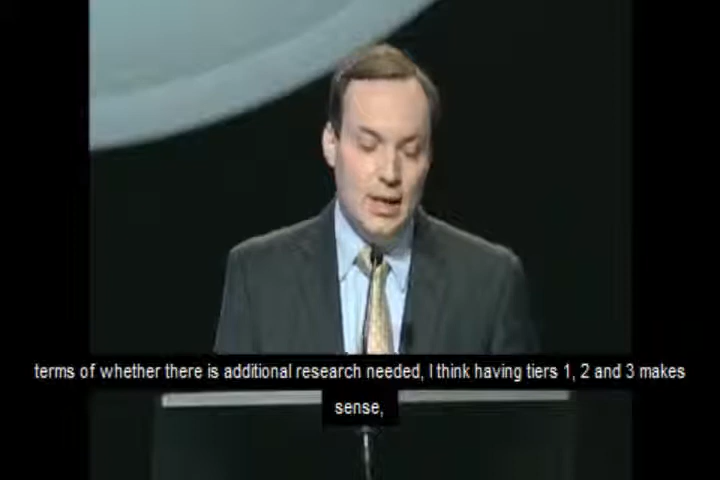 terms of whether there is additional research needed, I think having tiers 1, 2 and 3 makes
sense,